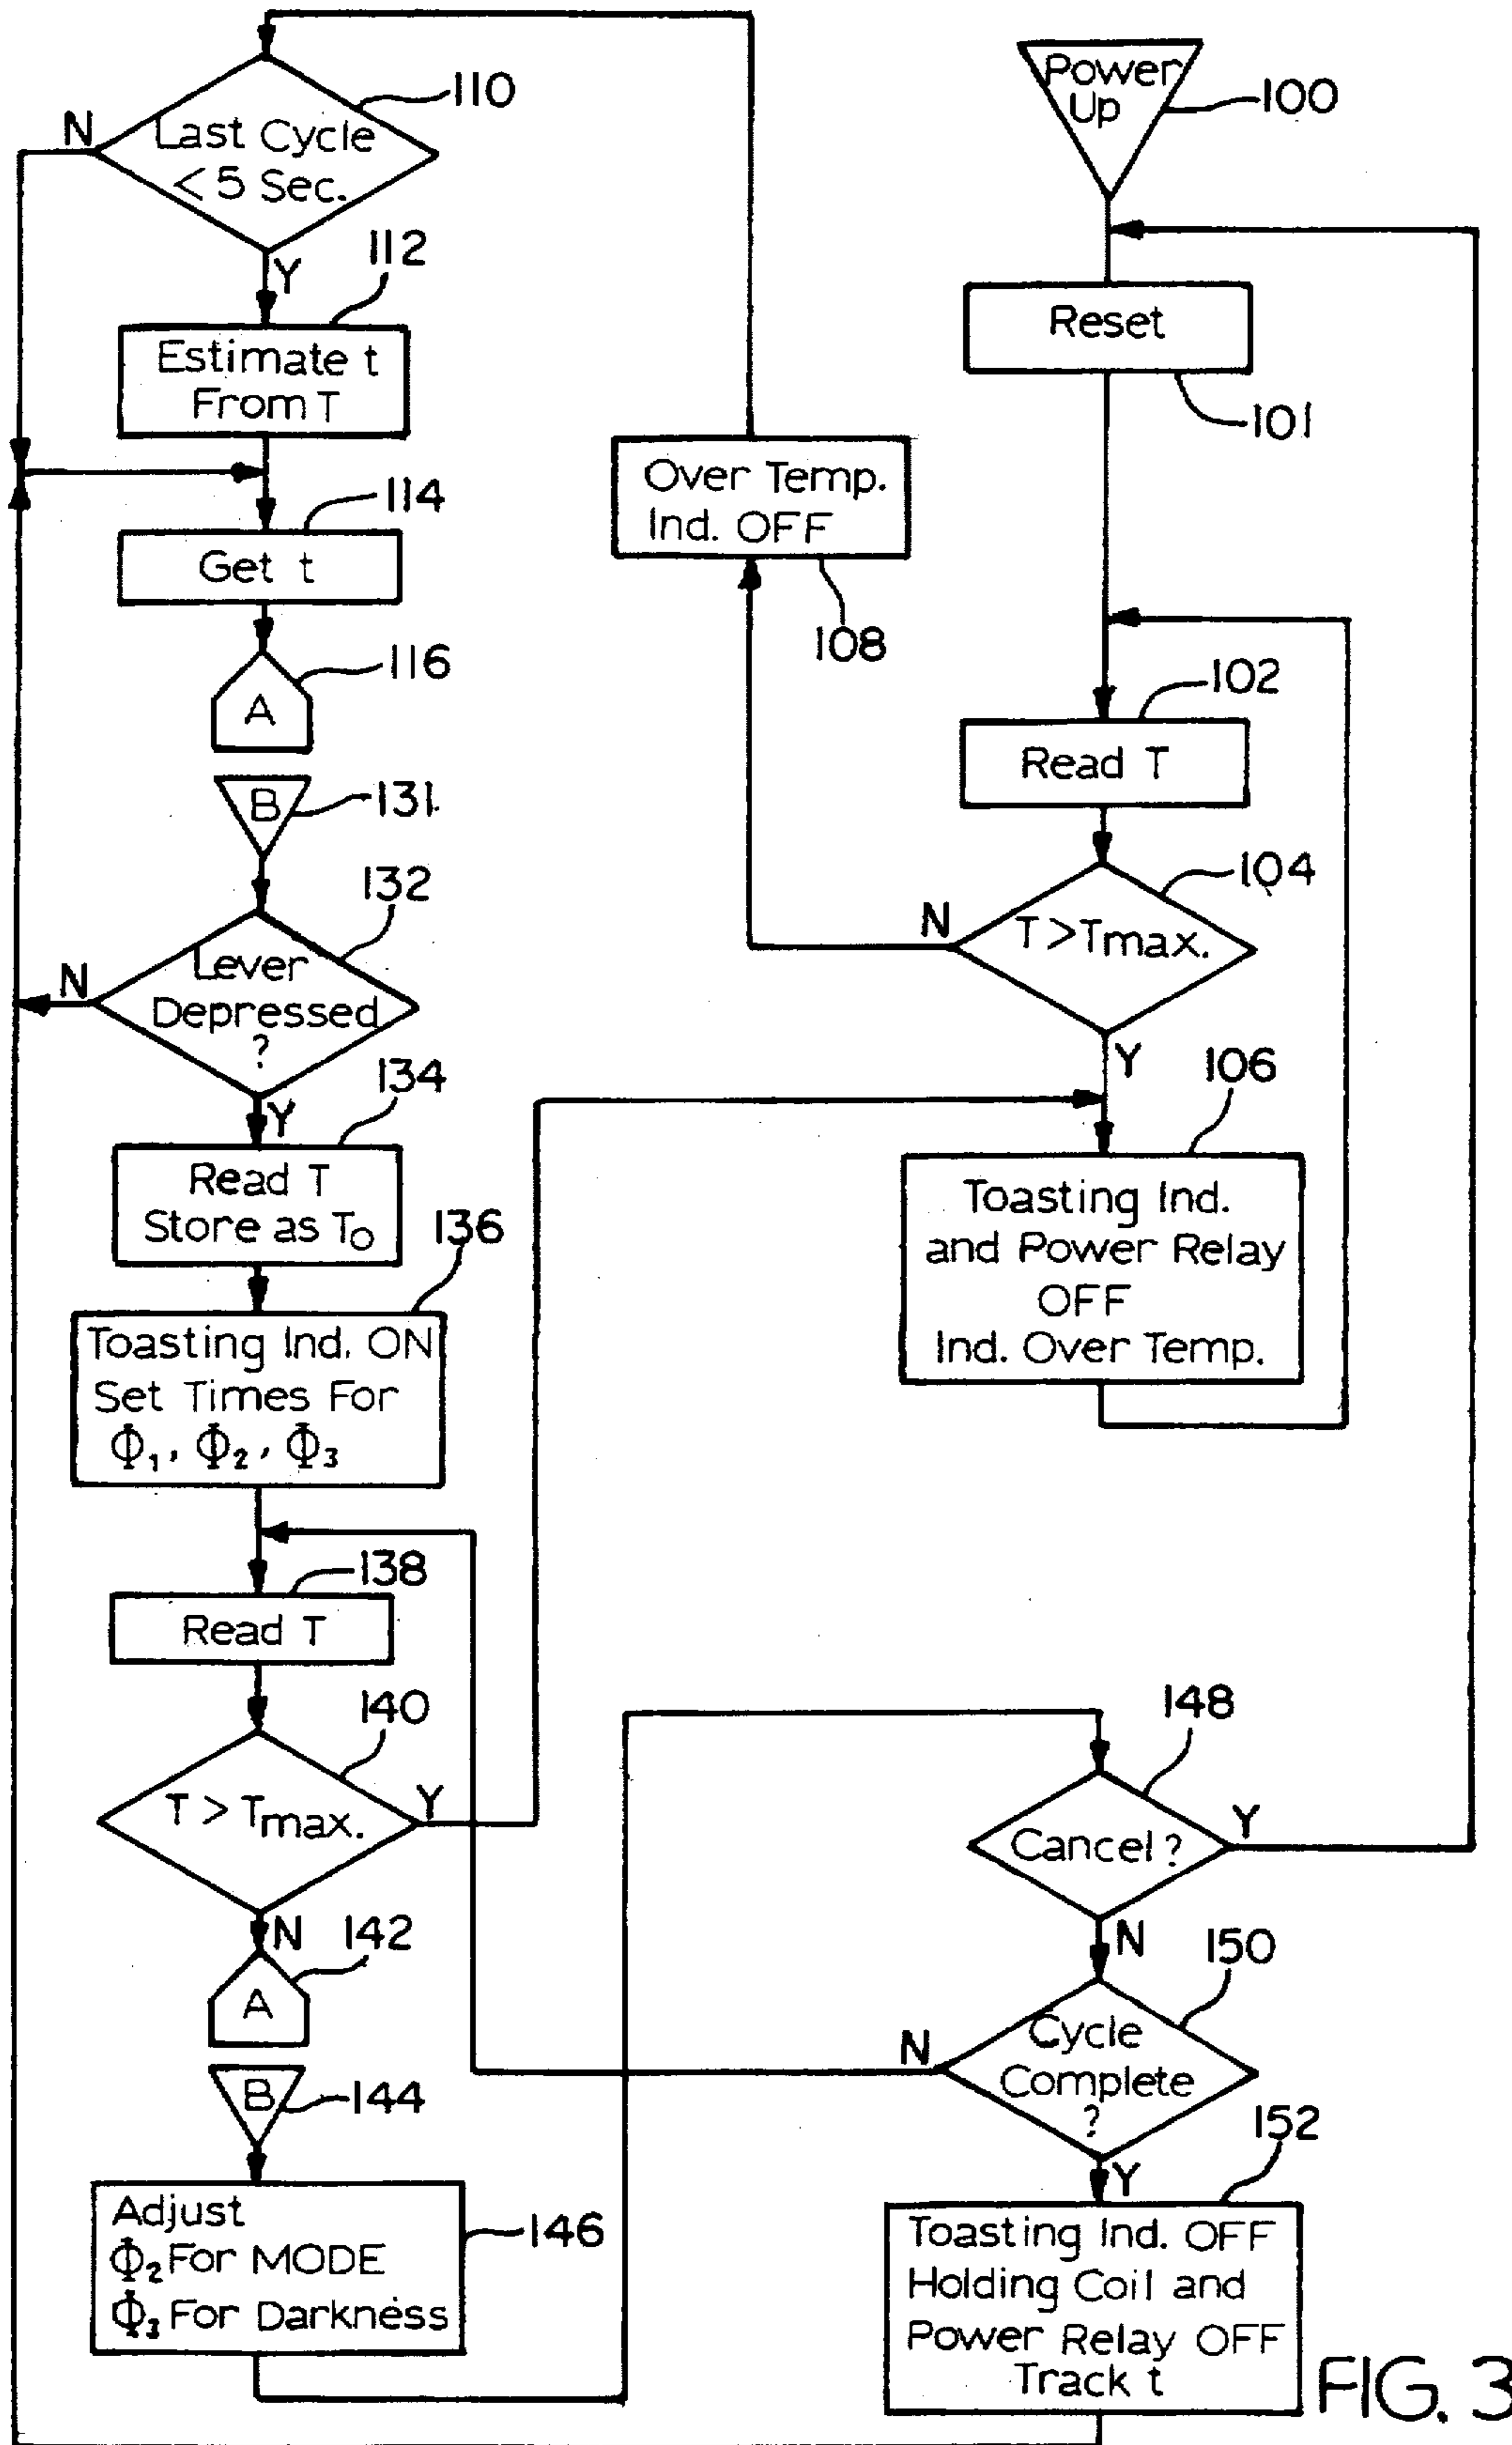 Power
Up
100
Reset
101
Read T
102
T > Tmax.
104
N
Y
Toasting Ind.
and Power Relay
OFF
Ind. Over Temp.
106
Over Temp.
Ind. OFF
108
Last Cycle
< 5 Sec.
110
N
Y
Estimate t
From T
112
Get t
114
A
116
B
131
Lever
Depressed
?
132
N
Y
Read T
Store as To
134
Toasting Ind. ON
Set Times For
Φ1, Φ2, Φ3
136
Read T
138
T > Tmax.
140
Y
N
A
142
B
144
Adjust
Φ2 For MODE
Φ3 For Darkness
146
Cancel?
148
Y
N
Cycle
Complete
?
150
N
Y
Toasting Ind. OFF
Holding Coil and
Power Relay OFF
Track t
152
FIG. 3